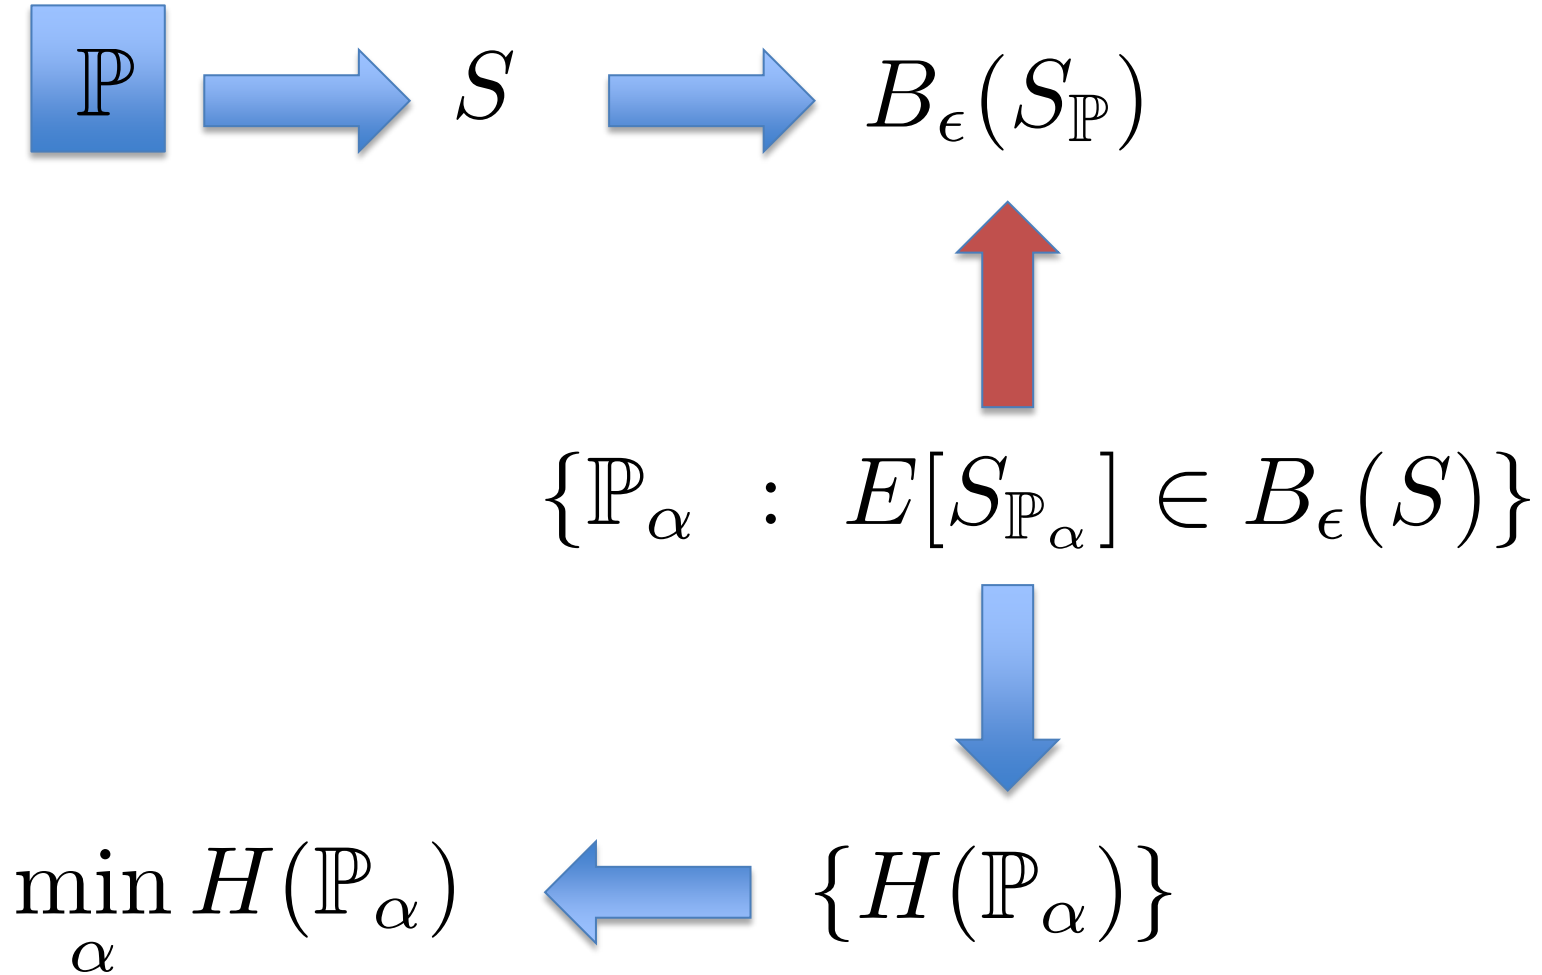 ℙ S B_ϵ(S_ℙ)
{ℙ_α : E[S_{ℙ_α}] ∈ B_ϵ(S)}
min_α H(ℙ_α) {H(ℙ_α)}